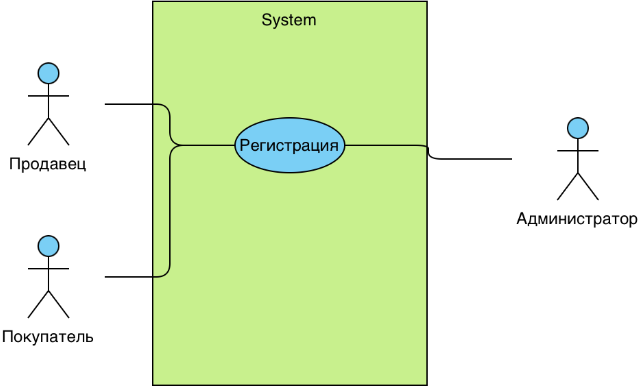 System
Регистрация
Продавец
Администратор
Покупатель